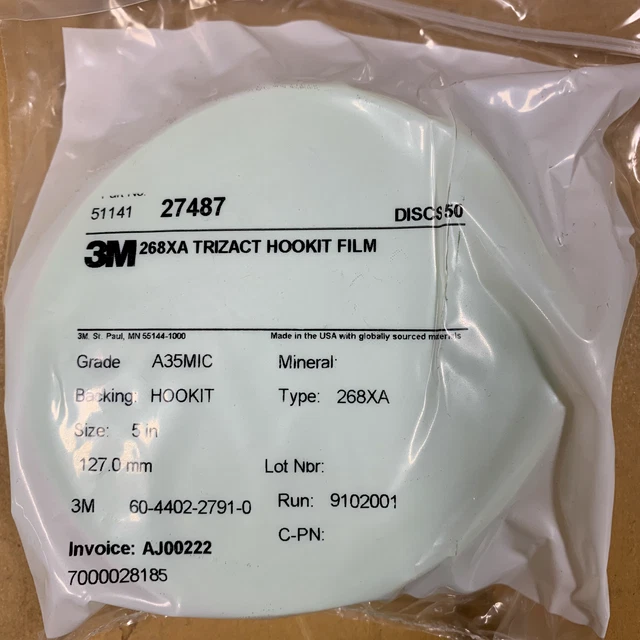 Part No.
51141 27487 DISCS 50
3M 268XA TRIZACT HOOKIT FILM
3M, St. Paul, MN 55144-1000 Made in the USA with globally sourced materials
Grade A35MIC Mineral
Backing: HOOKIT Type: 268XA
Size: 5 in
127.0 mm Lot Nbr:
3M 60-4402-2791-0 Run: 9102001
C-PN:
Invoice: AJ00222
7000028185